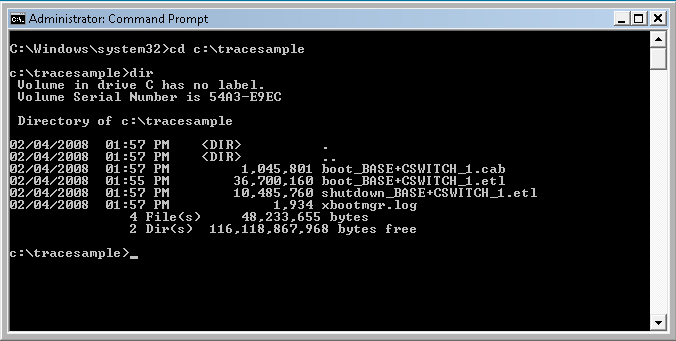 Administrator: Command Prompt
C:\Windows\system32>cd c:\tracesample
c:\tracesample>dir
 Volume in drive C has no label.
 Volume Serial Number is 54A3-E9EC
 Directory of c:\tracesample
02/04/2008  01:57 PM    <DIR>          .
02/04/2008  01:57 PM    <DIR>          ..
02/04/2008  01:57 PM         1,045,801 boot_BASE+CSWITCH_1.cab
02/04/2008  01:55 PM        36,700,160 boot_BASE+CSWITCH_1.etl
02/04/2008  01:57 PM        10,485,760 shutdown_BASE+CSWITCH_1.etl
02/04/2008  01:57 PM             1,934 xbootmgr.log
               4 File(s)     48,233,655 bytes
               2 Dir(s)  116,118,867,968 bytes free
c:\tracesample>_